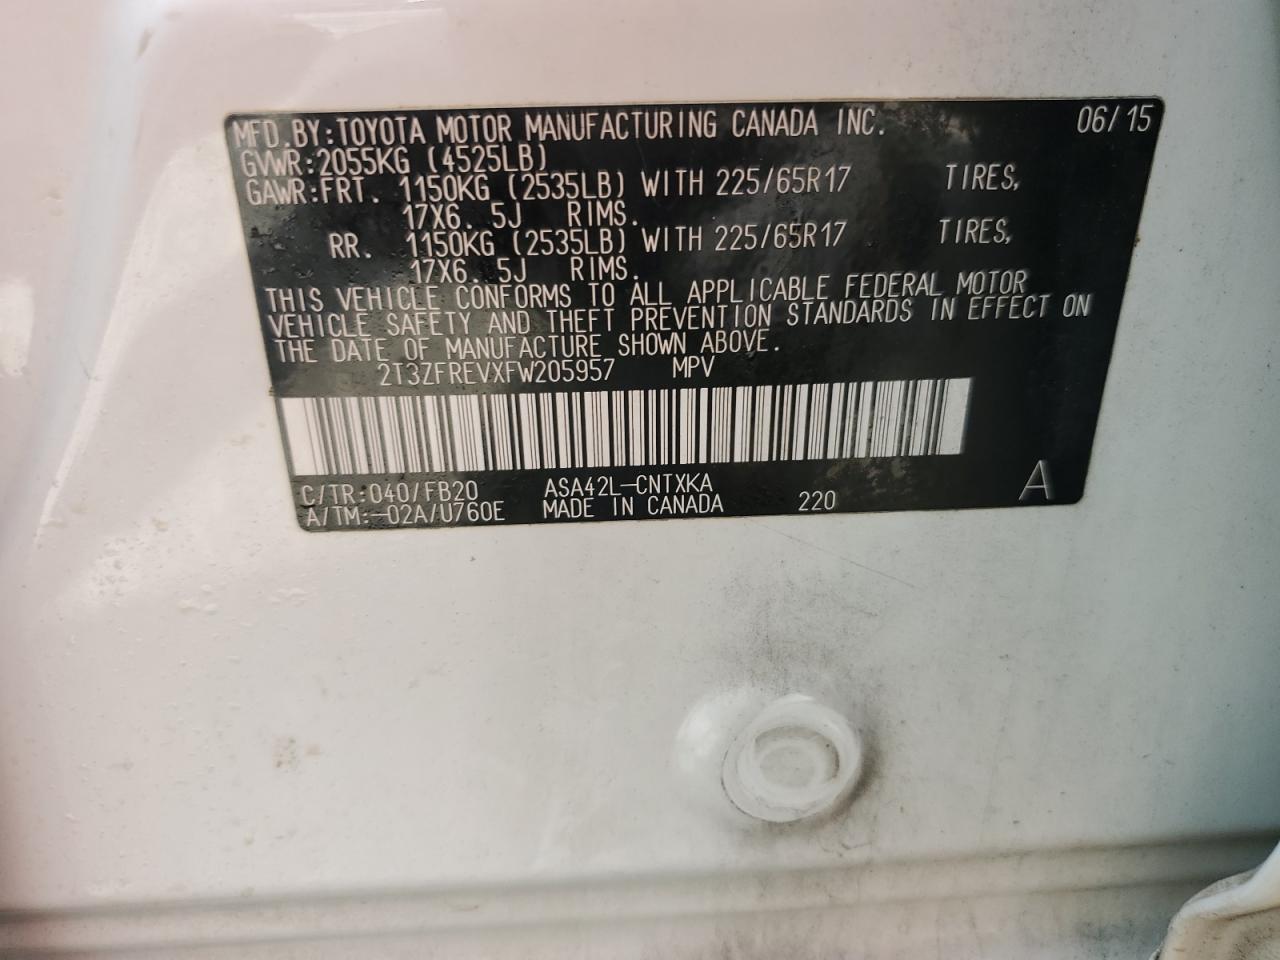 MFD.BY:TOYOTA MOTOR MANUFACTURING CANADA INC. 06/15
GVWR:2055KG (4525LB)
GAWR:FRT. 1150KG (2535LB) WITH 225/65R17 TIRES,
17X6. 5J RIMS.
RR. 1150KG (2535LB) WITH 225/65R17 TIRES,
17X6. 5J RIMS.
THIS VEHICLE CONFORMS TO ALL APPLICABLE FEDERAL MOTOR
VEHICLE SAFETY AND THEFT PREVENTION STANDARDS IN EFFECT ON
THE DATE OF MANUFACTURE SHOWN ABOVE.
2T3ZFREVXFW205957 MPV
C/TR:040/FB20 ASA42L-CNTXKA
A/TM:-02A/U760E MADE IN CANADA 220 A